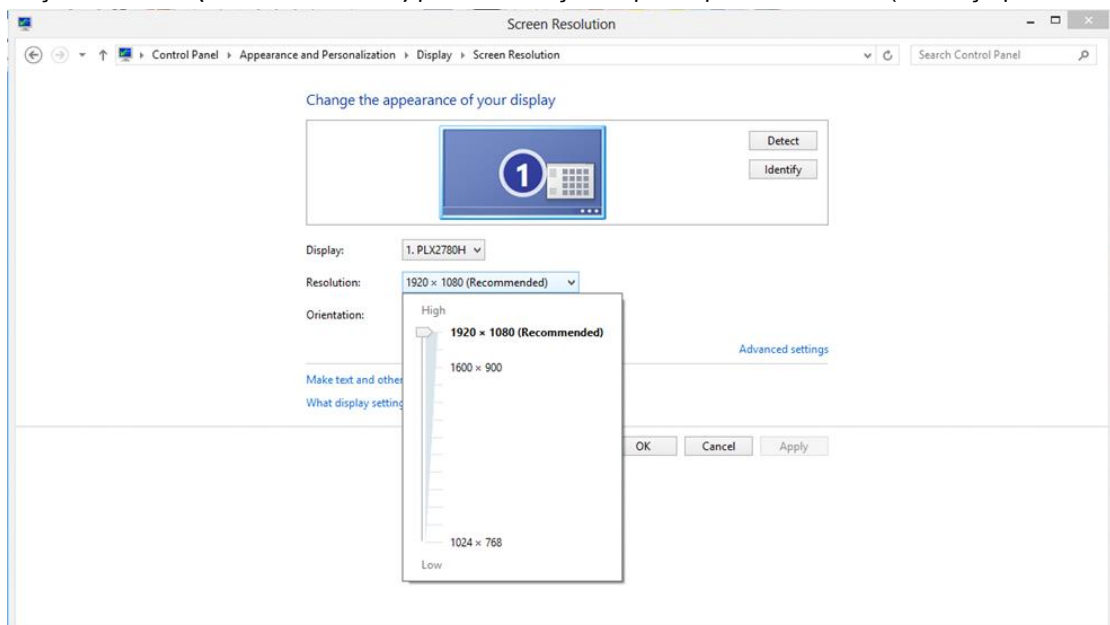 Screen Resolution
Control Panel ▸ Appearance and Personalization ▸ Display ▸ Screen Resolution
Search Control Panel
Change the appearance of your display
1
Detect
Identify
Display: 1. PLX2780H
Resolution: 1920 × 1080 (Recommended)
Orientation:
High
1920 × 1080 (Recommended)
1600 × 900
1024 × 768
Low
Advanced settings
Make text and other
What display setting
OK Cancel Apply